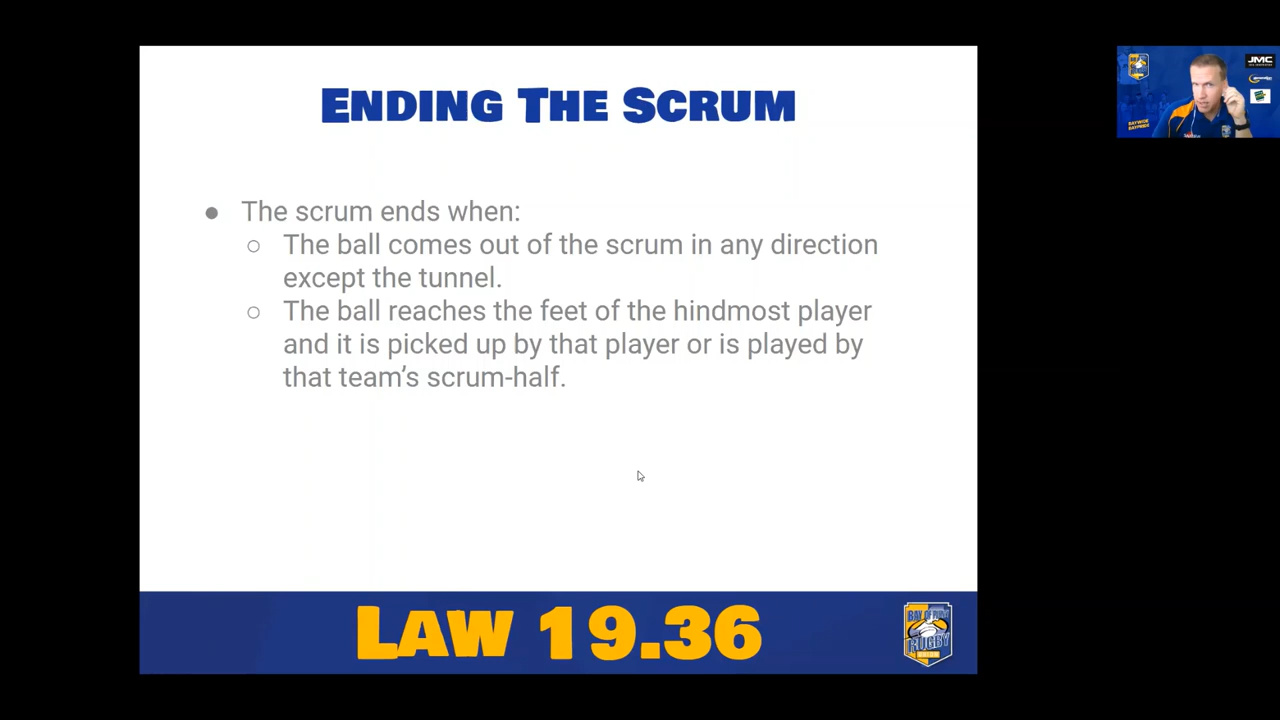 ENDING THE SCRUM
● The scrum ends when:
○ The ball comes out of the scrum in any direction
except the tunnel.
○ The ball reaches the feet of the hindmost player
and it is picked up by that player or is played by
that team's scrum-half.
LAW 19.36
RUGBY
JMC